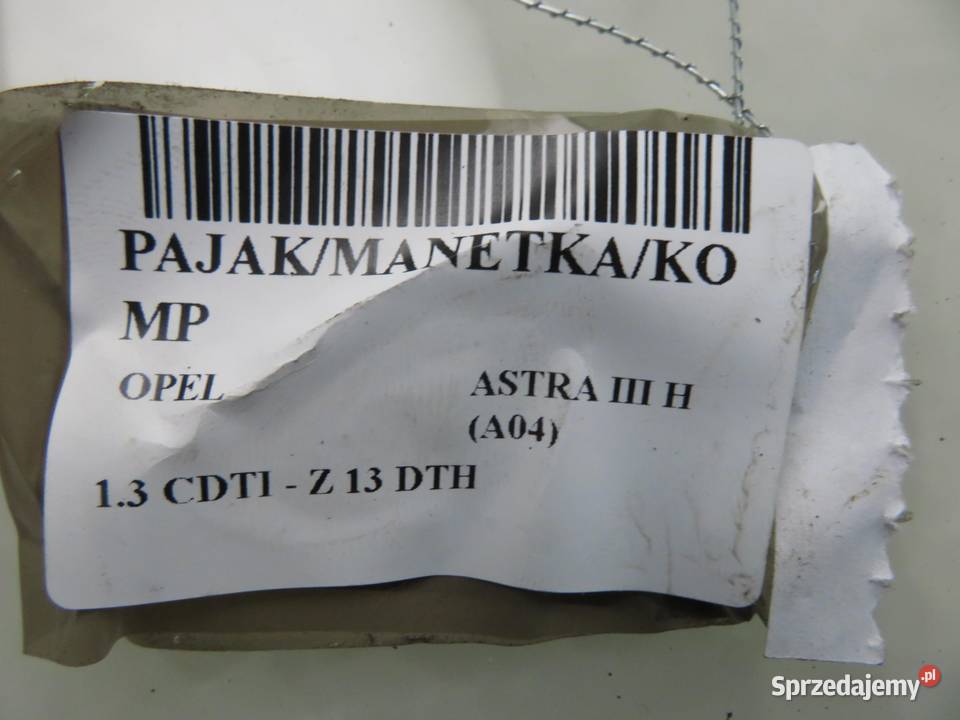 PAJAK/MANETKA/KO
MP
OPEL ASTRA III H
(A04)
1.3 CDTI - Z 13 DTH
Sprzedajemy.pl